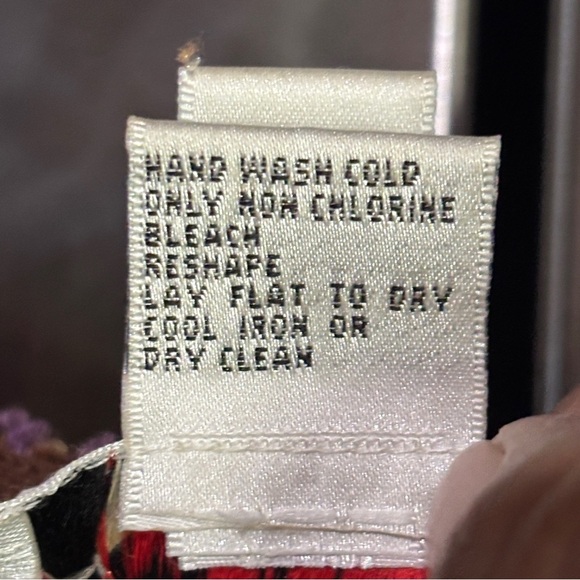 HAND WASH COLD
ONLY NON CHLORINE
BLEACH
RESHAPE
LAY FLAT TO DRY
COOL IRON OR
DRY CLEAN